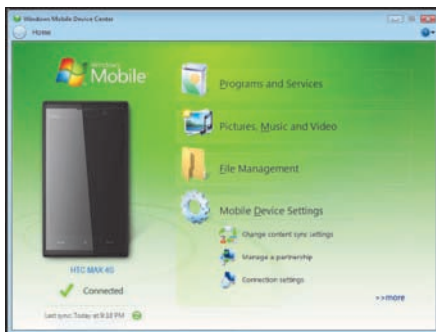 Windows Mobile Device Center
Home
Windows
Mobile
Programs and Services
Pictures, Music and Video
File Management
Mobile Device Settings
Change content sync settings
Manage a partnership
Connection settings
>>more
HTC MAX 4G
Connected
Last sync: Today at 9:18 PM